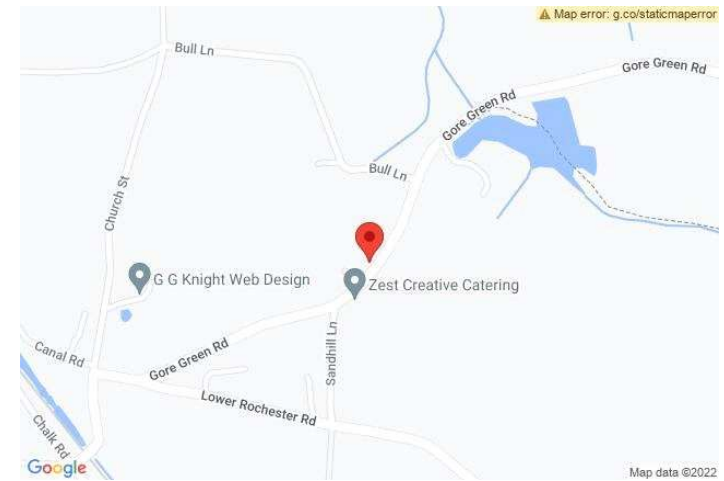 Map error: g.co/staticmaperror
Bull Ln
Gore Green Rd
Gore Green Rd
Bull Ln
Church St
G G Knight Web Design
Zest Creative Catering
Canal Rd
Gore Green Rd
Sandhill Ln
Lower Rochester Rd
Chalk Rd
Google
Map data ©2022